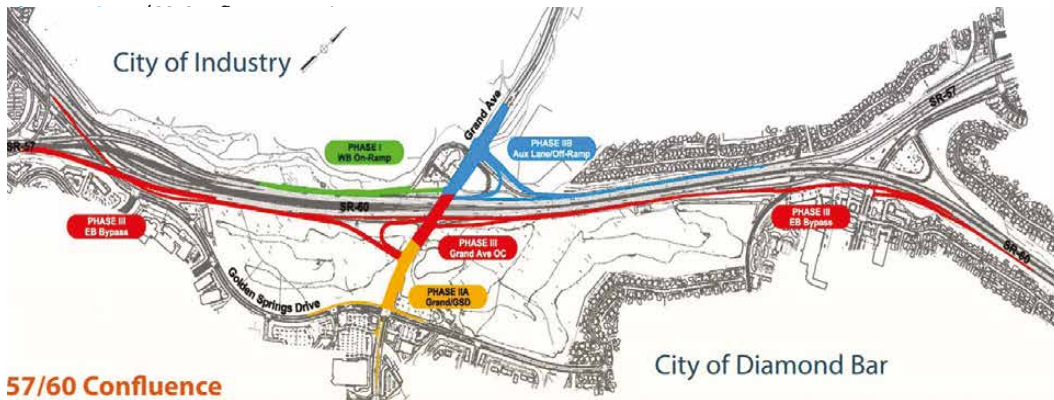 City of Industry
Grand Ave
SR-57
PHASE I
WB On-Ramp
PHASE IIB
Aux Lane/Off-Ramp
SR-57
SR-60
PHASE III
EB Bypass
PHASE III
EB Bypass
PHASE III
Grand Ave OC
SR-60
Golden Springs Drive
PHASE IIA
Grand/GSD
City of Diamond Bar
57/60 Confluence